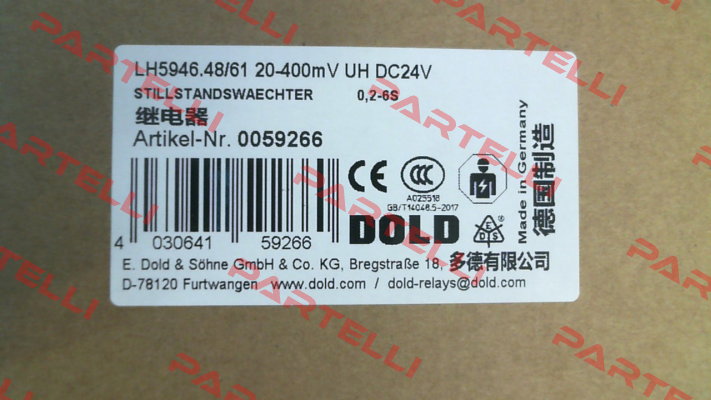 LH5946.48/61 20-400mV UH DC24V
STILLSTANDSWAECHTER 0,2-6S
继电器
Artikel-Nr. 0059266
4 030641 59266
CE
CCC
A025518
GB/T14048.5-2017
DOLD
EDS
Made in Germany
德国制造
E. Dold & Söhne GmbH & Co. KG, Bregstraße 18, 多德有限公司
D-78120 Furtwangen www.dold.com / dold-relays@dold.com
PARTELLI
PARTELLI
PARTELLI
PARTELLI
PARTELLI
PARTELLI